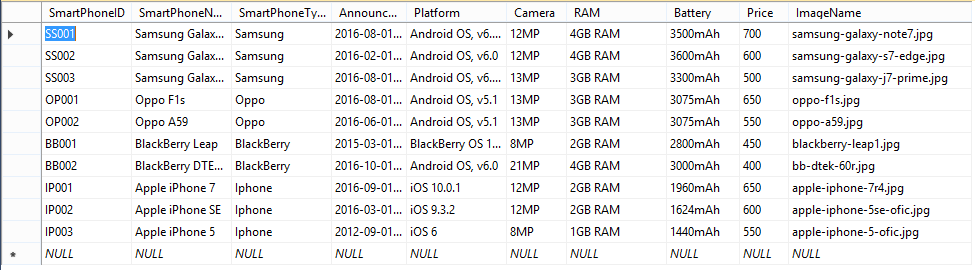 SmartPhoneID SmartPhoneN... SmartPhoneTy... Announc... Platform Camera RAM Battery Price ImageName
SS001 Samsung Galax... Samsung 2016-08-01... Android OS, v6.... 12MP 4GB RAM 3500mAh 700 samsung-galaxy-note7.jpg
SS002 Samsung Galax... Samsung 2016-02-01... Android OS, v6.0 12MP 4GB RAM 3600mAh 600 samsung-galaxy-s7-edge.jpg
SS003 Samsung Galax... Samsung 2016-08-01... Android OS, v6.... 13MP 3GB RAM 3300mAh 500 samsung-galaxy-j7-prime.jpg
OP001 Oppo F1s Oppo 2016-08-01... Android OS, v5.1 13MP 3GB RAM 3075mAh 650 oppo-f1s.jpg
OP002 Oppo A59 Oppo 2016-06-01... Android OS, v5.1 13MP 3GB RAM 3075mAh 550 oppo-a59.jpg
BB001 BlackBerry Leap BlackBerry 2015-03-01... BlackBerry OS 1... 8MP 2GB RAM 2800mAh 450 blackberry-leap1.jpg
BB002 BlackBerry DTE... BlackBerry 2016-10-01... Android OS, v6.0 21MP 4GB RAM 3000mAh 400 bb-dtek-60r.jpg
IP001 Apple iPhone 7 Iphone 2016-09-01... iOS 10.0.1 12MP 2GB RAM 1960mAh 650 apple-iphone-7r4.jpg
IP002 Apple iPhone SE Iphone 2016-03-01... iOS 9.3.2 12MP 2GB RAM 1624mAh 600 apple-iphone-5se-ofic.jpg
IP003 Apple iPhone 5 Iphone 2012-09-01... iOS 6 8MP 1GB RAM 1440mAh 550 apple-iphone-5-ofic.jpg
NULL NULL NULL NULL NULL NULL NULL NULL NULL NULL